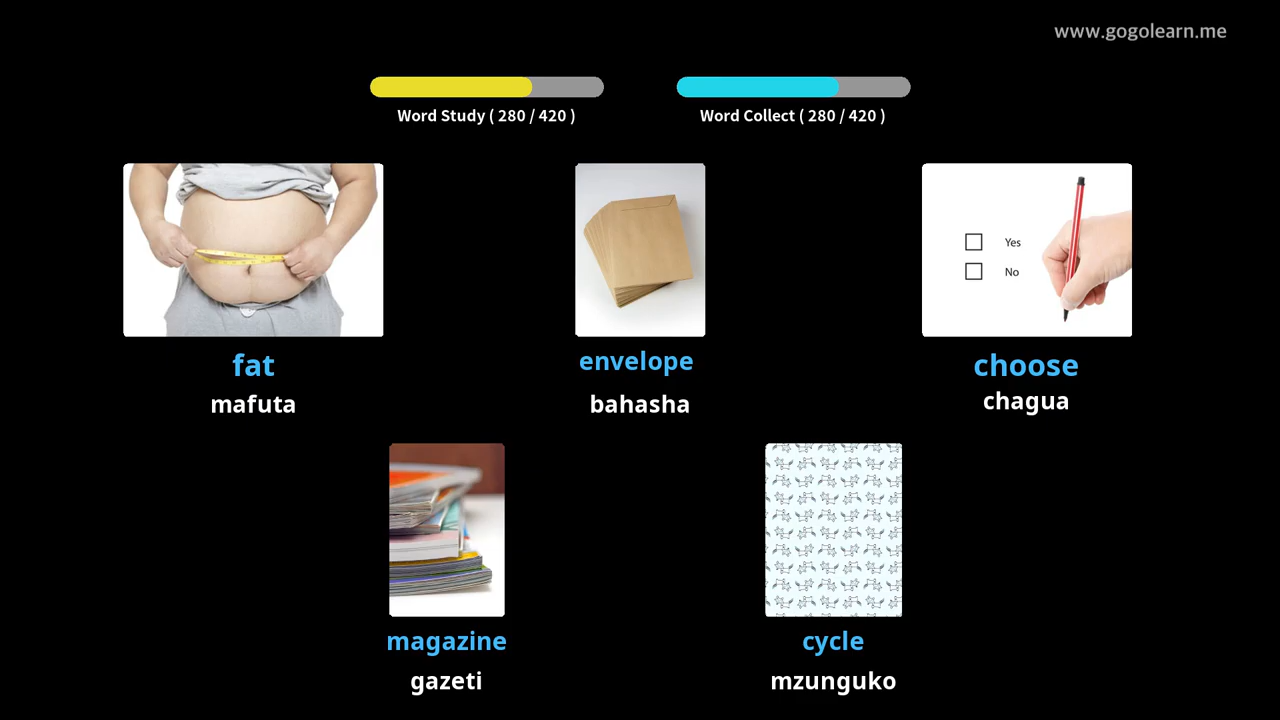 www.gogolearn.me
Word Study ( 280 / 420 )
Word Collect ( 280 / 420 )
Yes
No
fat
mafuta
envelope
bahasha
choose
chagua
magazine
gazeti
cycle
mzunguko